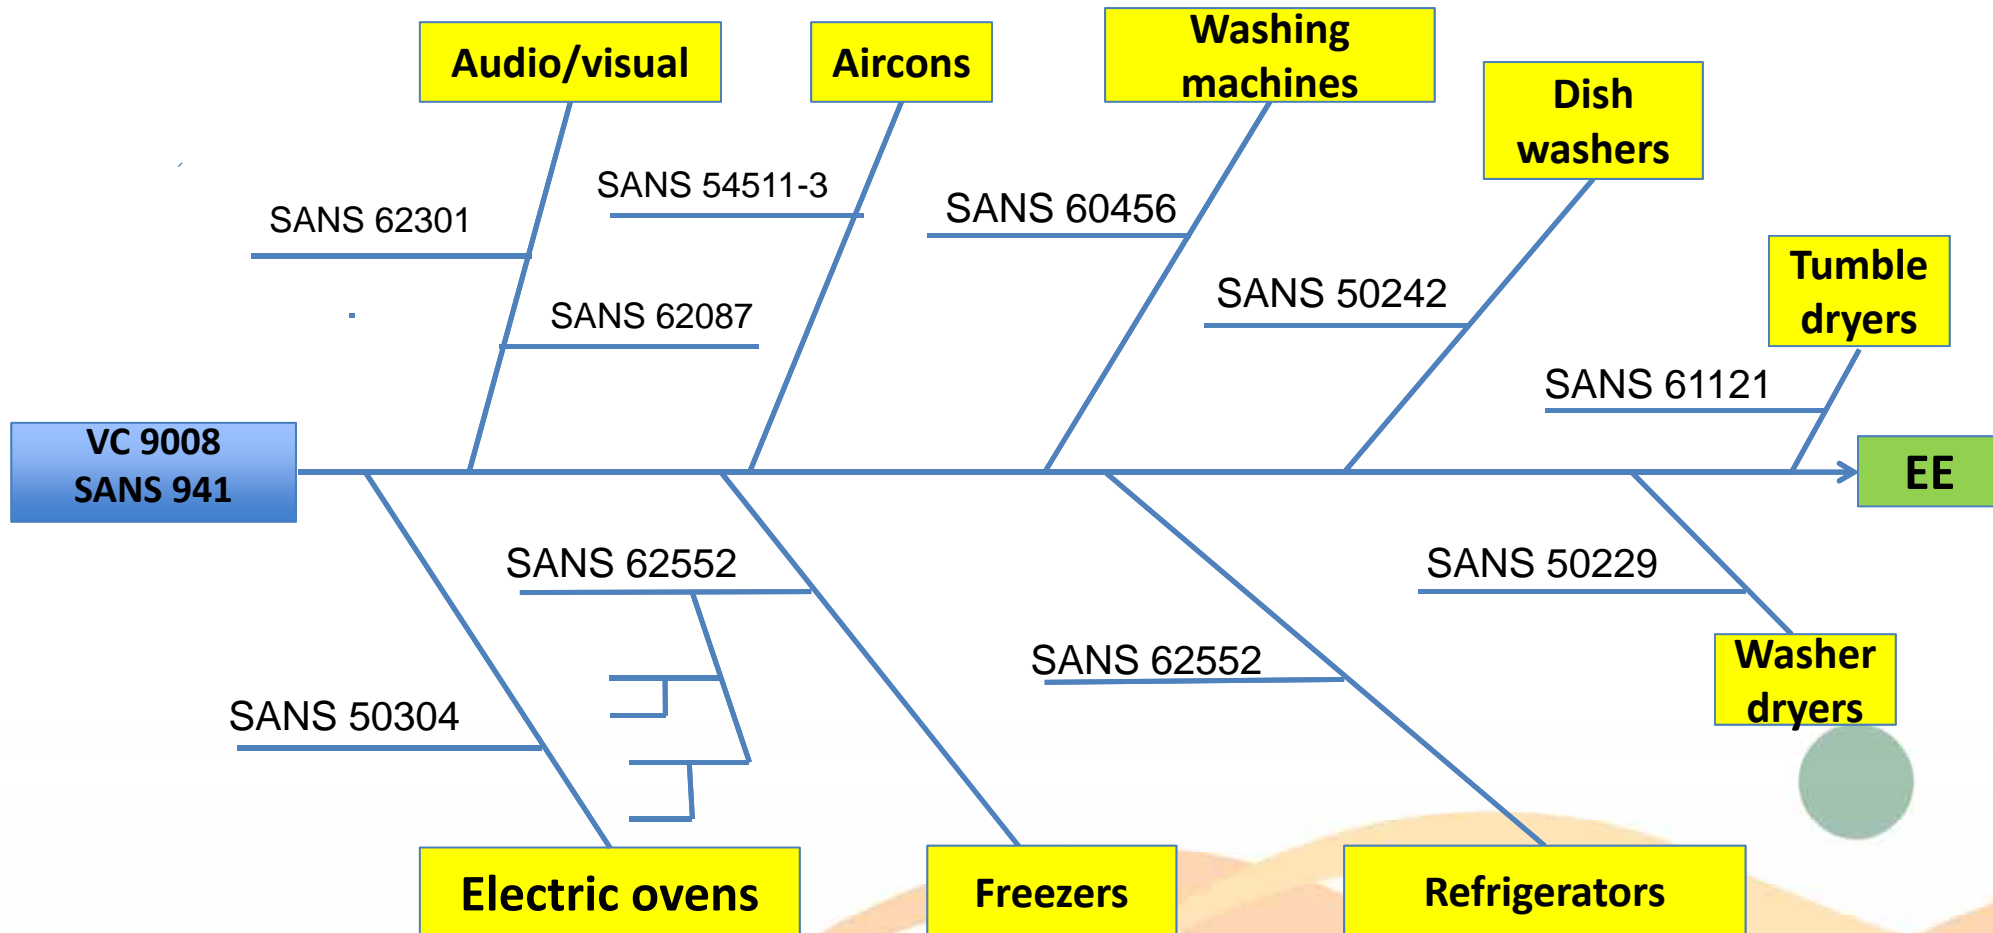 Audio/visual
Aircons
Washing
machines
Dish
washers
SANS 62301
SANS 54511-3
SANS 60456
SANS 62087
SANS 50242
Tumble
dryers
SANS 61121
VC 9008
SANS 941
EE
SANS 62552
SANS 50229
SANS 62552
Washer
dryers
SANS 50304
Electric ovens
Freezers
Refrigerators